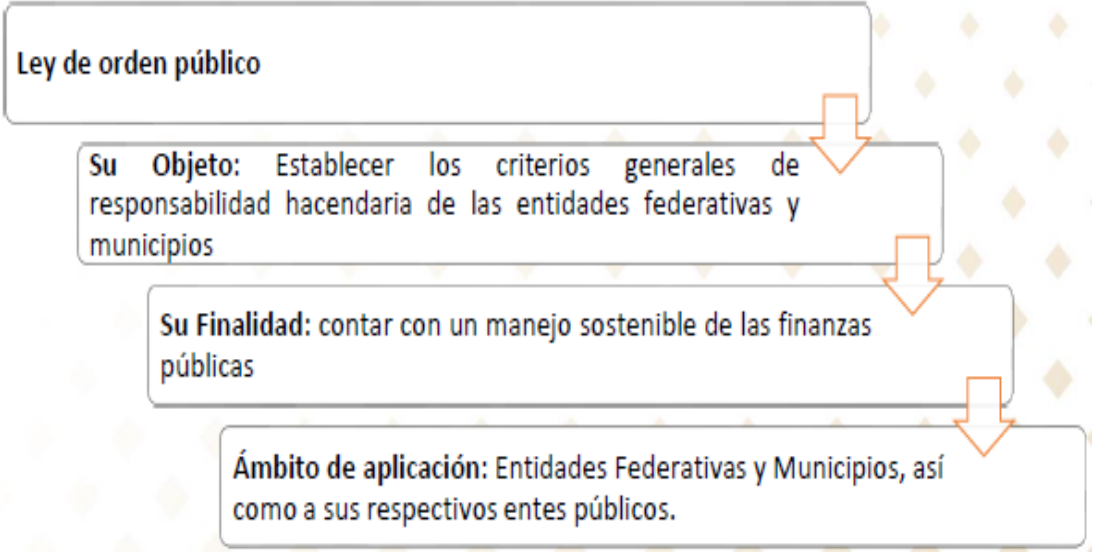 Ley de orden público
Su Objeto: Establecer los criterios generales de
responsabilidad hacendaria de las entidades federativas y
municipios
Su Finalidad: contar con un manejo sostenible de las finanzas
públicas
Ámbito de aplicación: Entidades Federativas y Municipios, así
como a sus respectivos entes públicos.